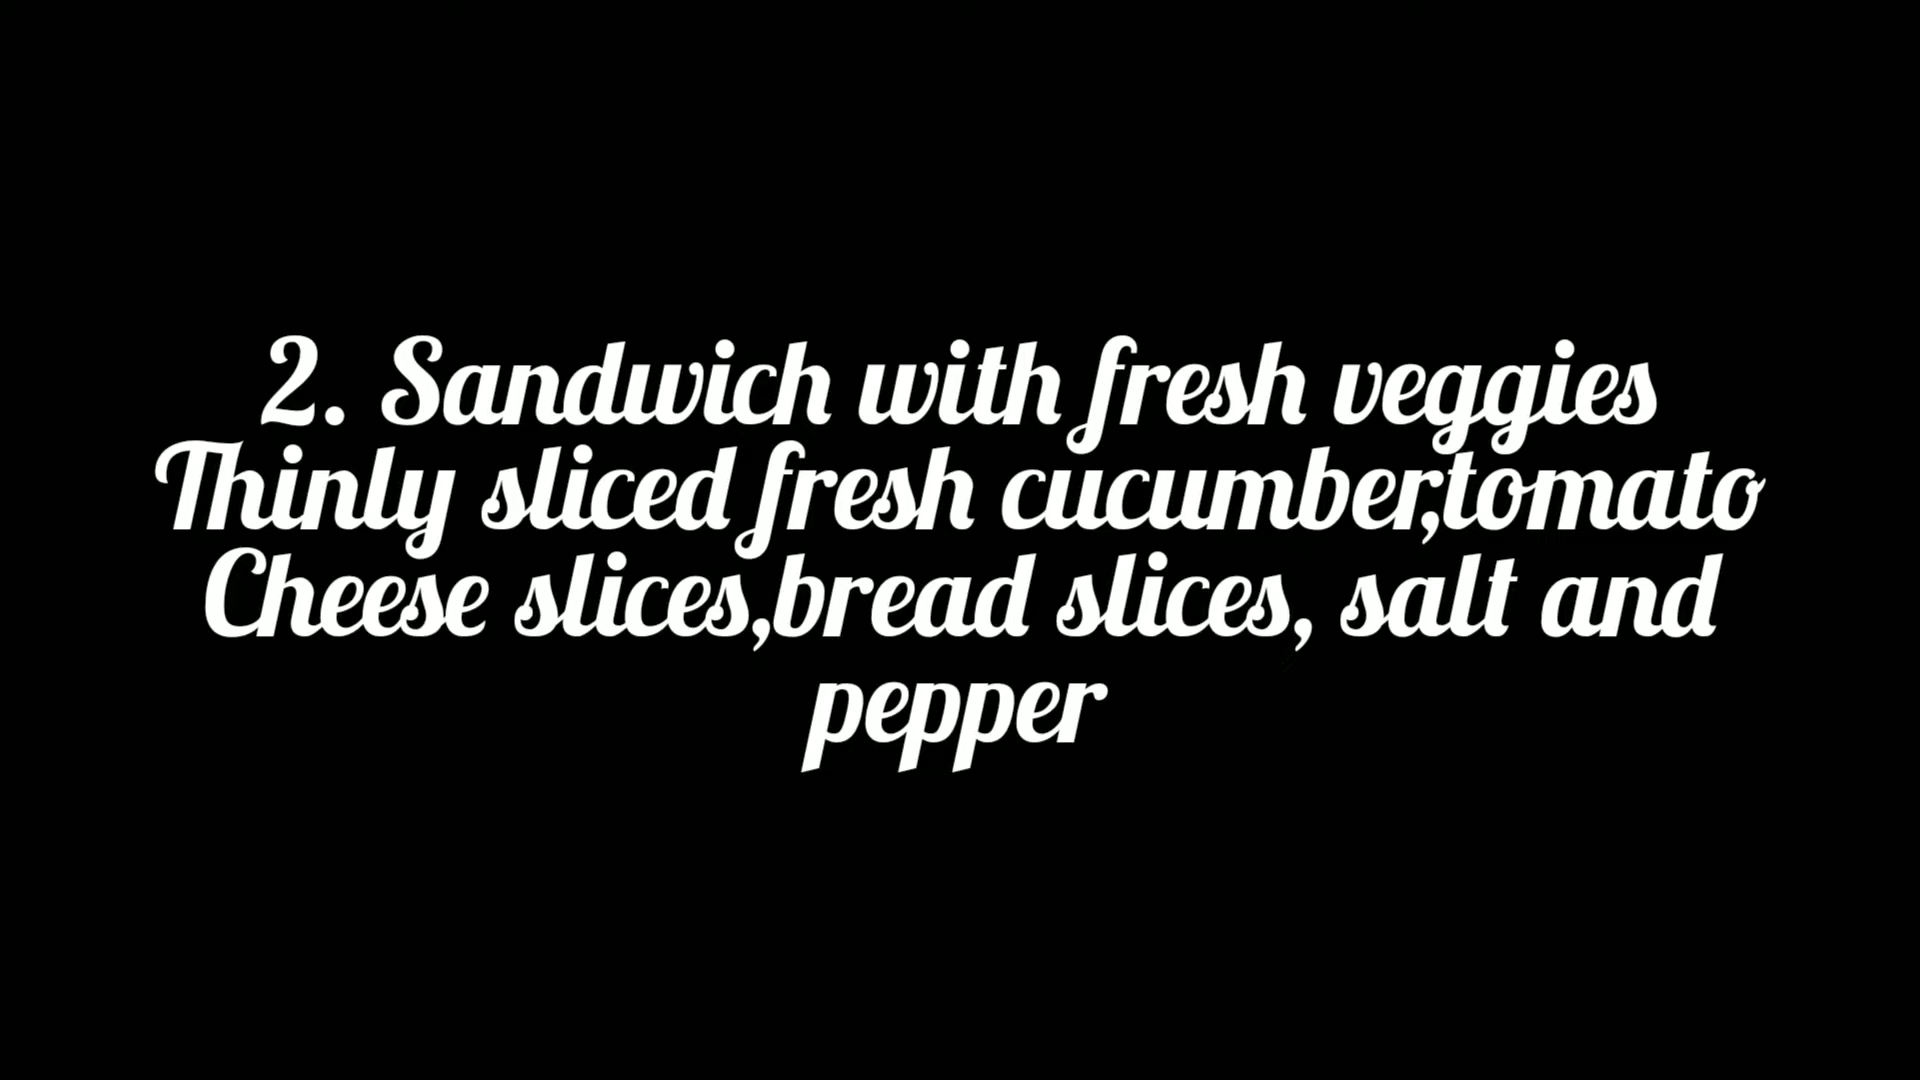 2. Sandwich with fresh veggies
Thinly sliced fresh cucumber,tomato
Cheese slices,bread slices, salt and
pepper